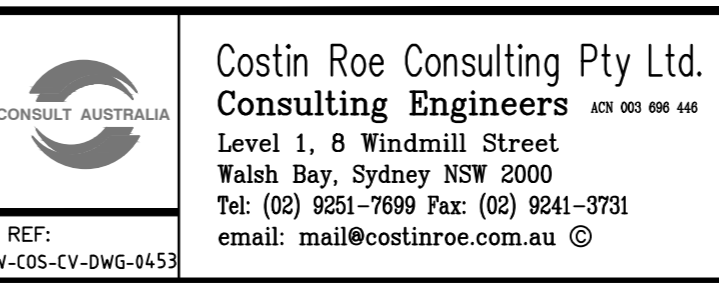 CONSULT AUSTRALIA
REF:
V-COS-CV-DWG-0453
Costin Roe Consulting Pty Ltd.
Consulting Engineers ACN 003 696 446
Level 1, 8 Windmill Street
Walsh Bay, Sydney NSW 2000
Tel: (02) 9251-7699 Fax: (02) 9241-3731
email: mail@costinroe.com.au ©